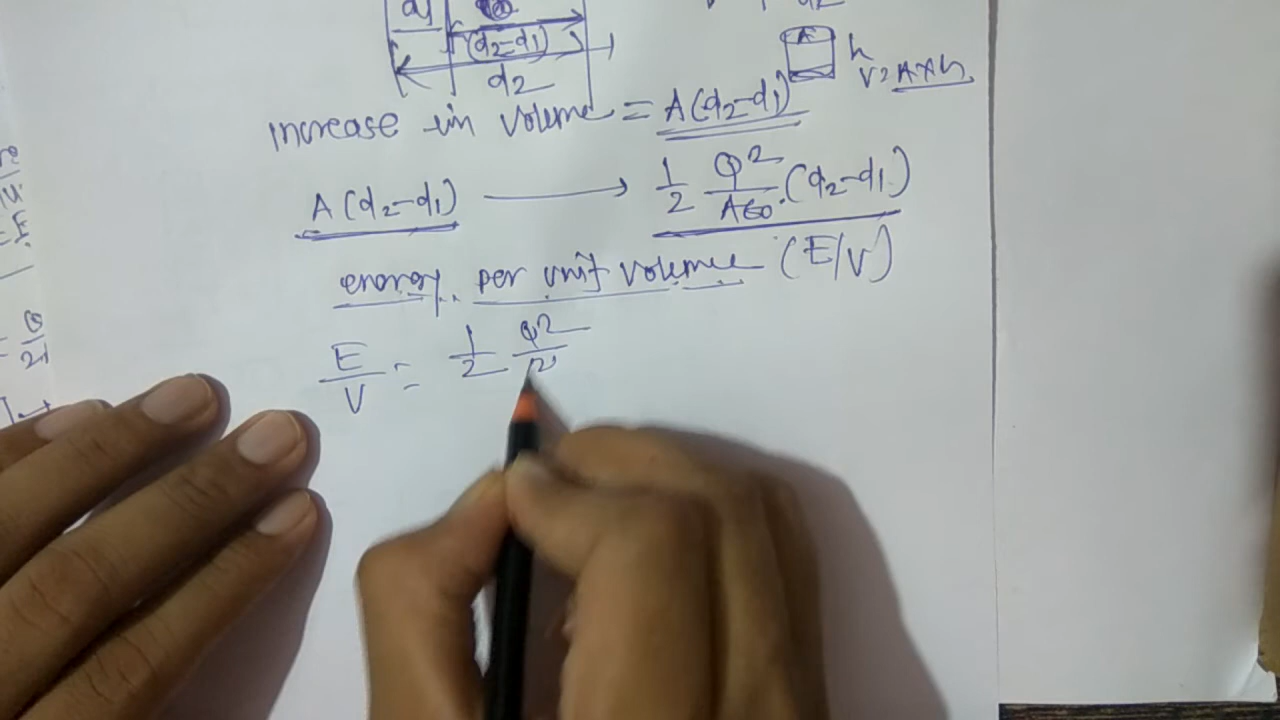 (d2-d1)
d2
A
h
V=A×h
increase in volume = A(d2-d1)
A(d2-d1) → 1/2 Q²/Aϵ0 . (d2-d1)
energy per unit volume (E/V)
E/V = 1/2 Q²/